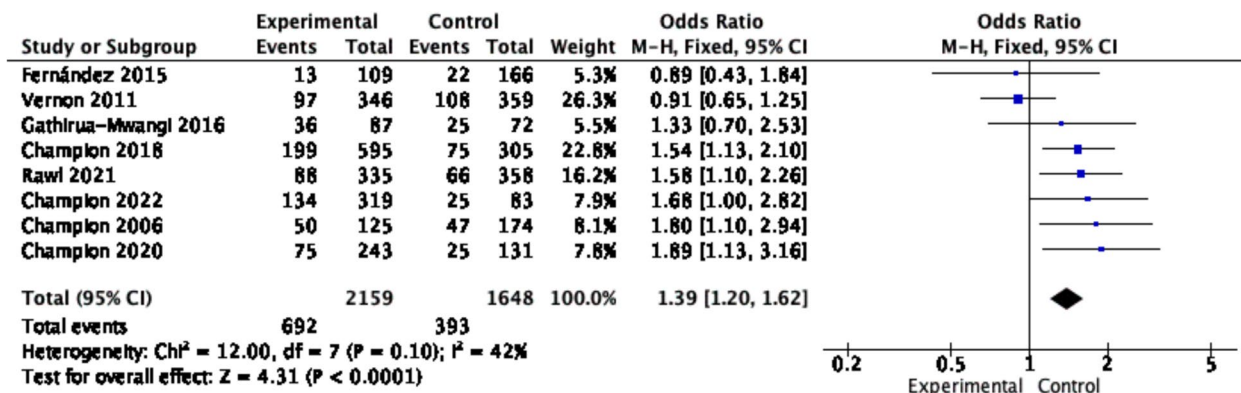 Experimental Control Odds Ratio Odds Ratio
Study or Subgroup Events Total Events Total Weight M-H, Fixed, 95% CI M-H, Fixed, 95% CI
Fernández 2015 13 109 22 166 5.3% 0.89 [0.43, 1.84]
Vernon 2011 97 346 108 359 26.3% 0.91 [0.65, 1.25]
Gathirua-Mwangi 2016 36 87 25 72 5.5% 1.33 [0.70, 2.53]
Champion 2018 199 595 75 305 22.8% 1.54 [1.13, 2.10]
Rawl 2021 88 335 66 358 16.2% 1.58 [1.10, 2.26]
Champion 2022 134 319 25 83 7.9% 1.68 [1.00, 2.82]
Champion 2006 50 125 47 174 8.1% 1.80 [1.10, 2.94]
Champion 2020 75 243 25 131 7.8% 1.89 [1.13, 3.16]
Total (95% CI) 2159 1648 100.0% 1.39 [1.20, 1.62]
Total events 692 393
Heterogeneity: Chi² = 12.00, df = 7 (P = 0.10); I² = 42%
Test for overall effect: Z = 4.31 (P < 0.0001)
0.2 0.5 1 2 5
Experimental Control